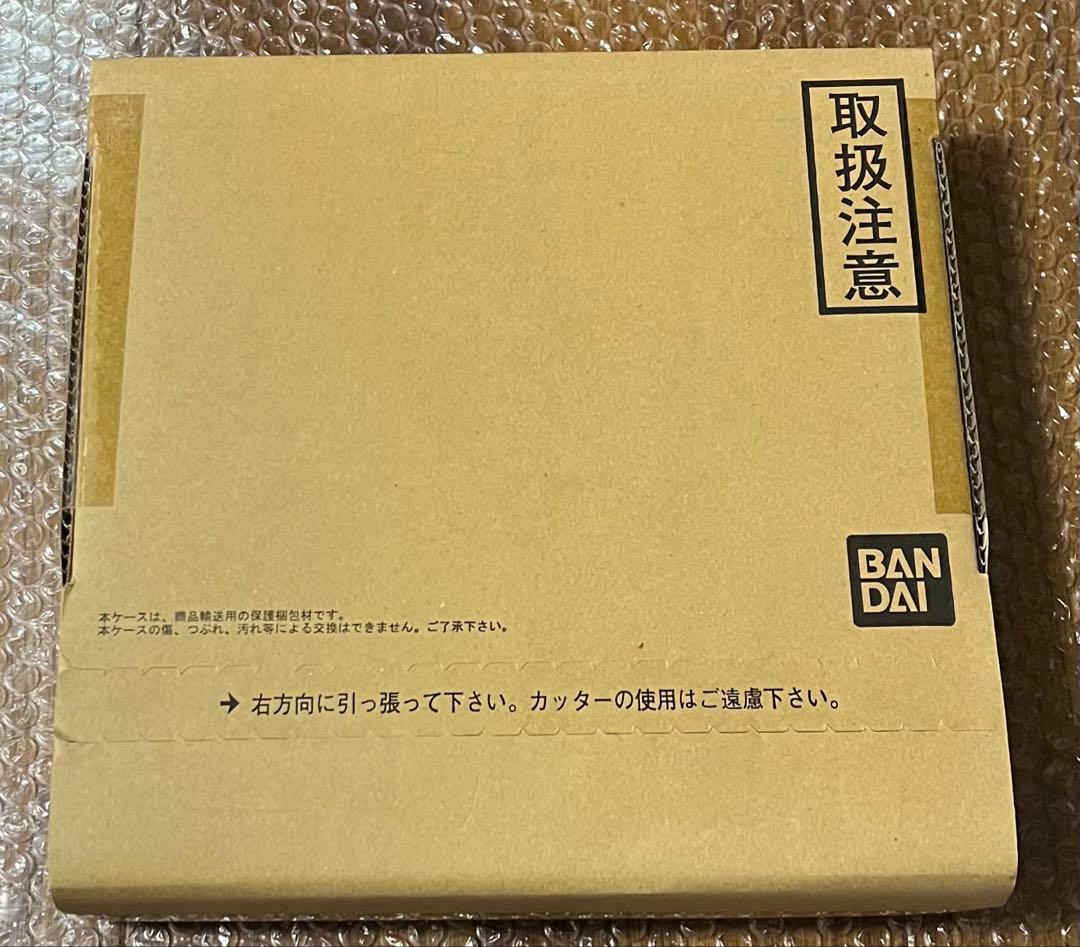 取扱注意
BAN
DAI
本ケースは、商品輸送用の保護梱包材です。
本ケースの傷、つぶれ、汚れ等による交換はできません。ご了承下さい。
→ 右方向に引っ張って下さい。カッターの使用はご遠慮下さい。